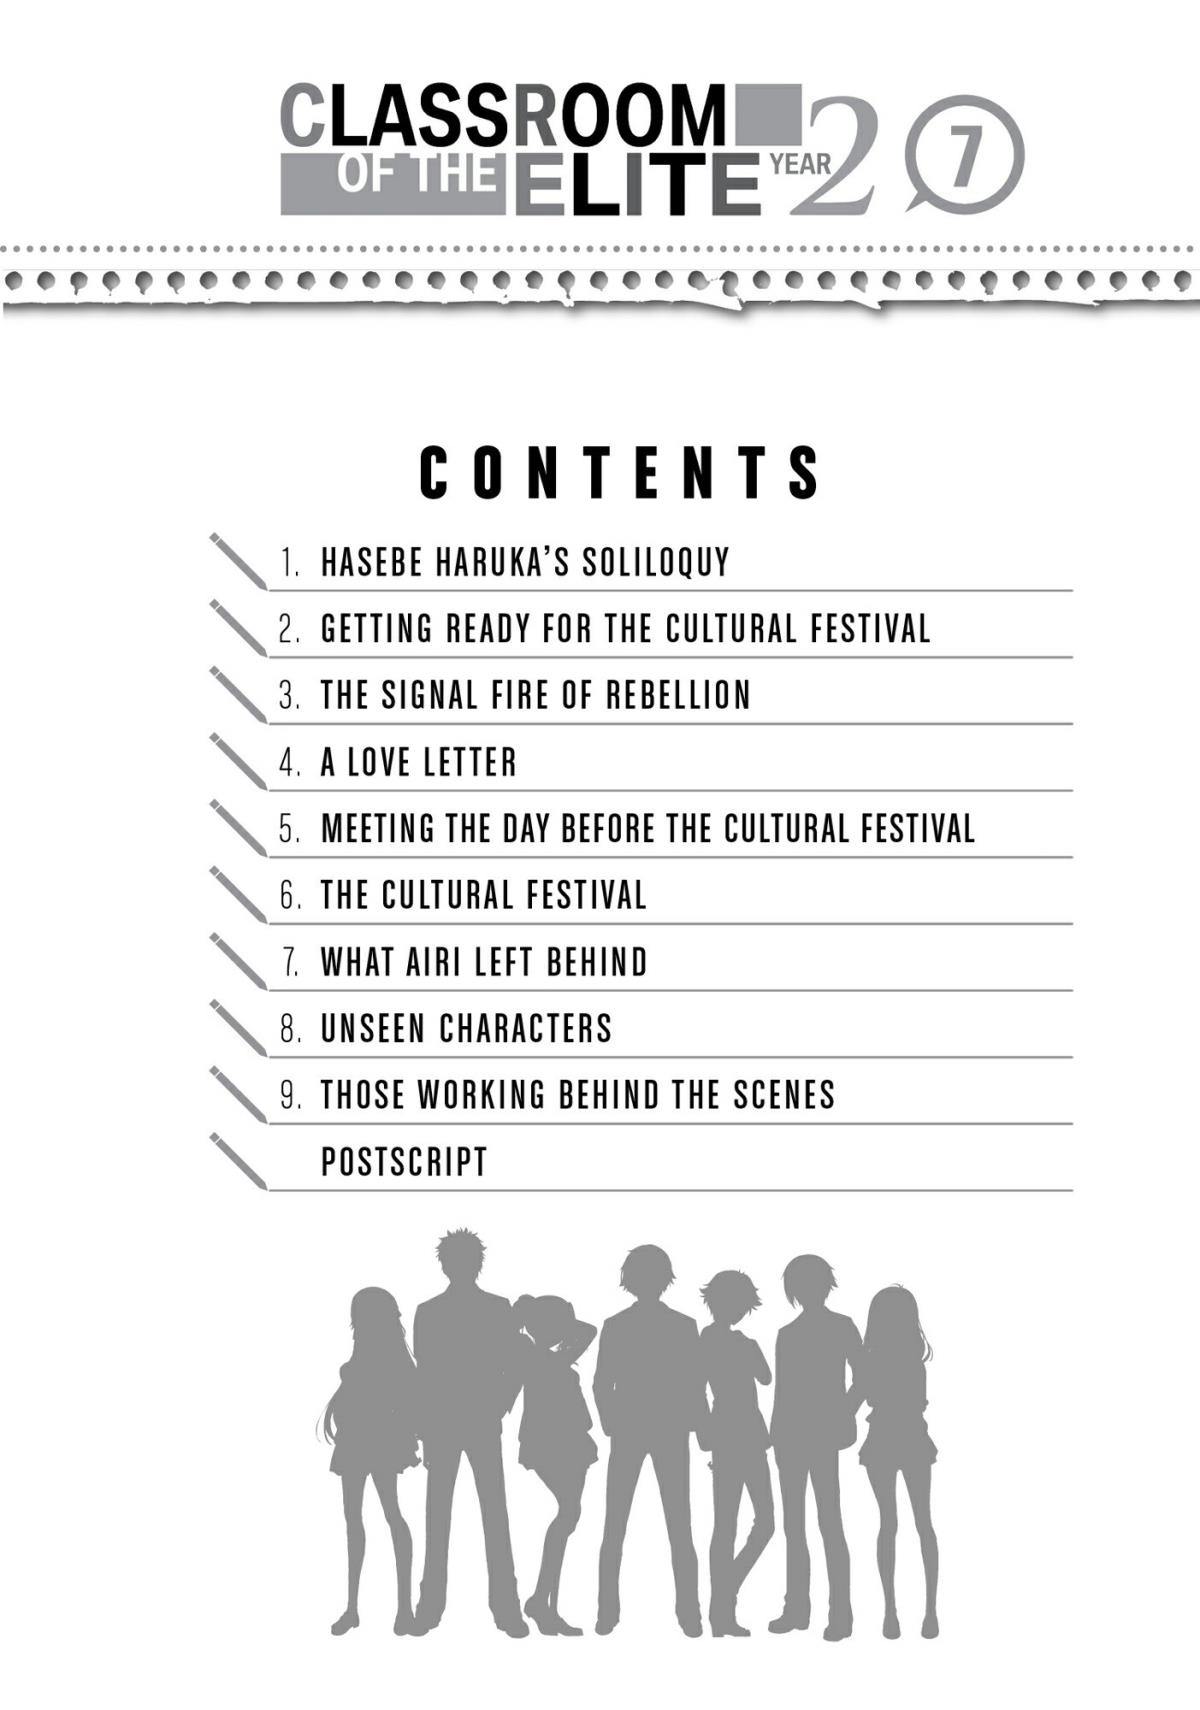 CLASSROOM
OF THE ELITE YEAR 2 7
CONTENTS
1. HASEBE HARUKA'S SOLILOQUY
2. GETTING READY FOR THE CULTURAL FESTIVAL
3. THE SIGNAL FIRE OF REBELLION
4. A LOVE LETTER
5. MEETING THE DAY BEFORE THE CULTURAL FESTIVAL
6. THE CULTURAL FESTIVAL
7. WHAT AIRI LEFT BEHIND
8. UNSEEN CHARACTERS
9. THOSE WORKING BEHIND THE SCENES
POSTSCRIPT